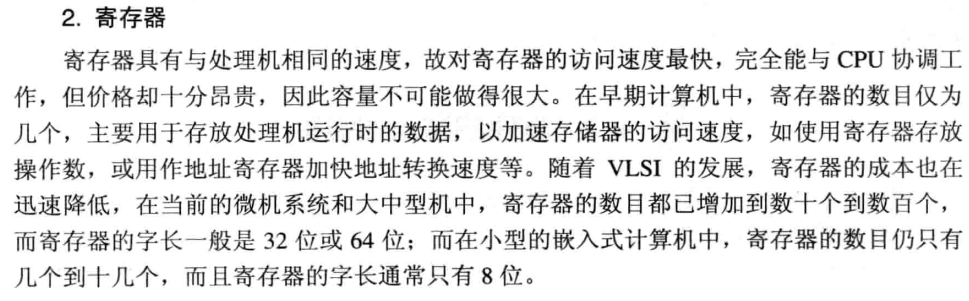 2. 寄存器
寄存器具有与处理机相同的速度，故对寄存器的访问速度最快，完全能与 CPU 协调工
作，但价格却十分昂贵，因此容量不可能做得很大。在早期计算机中，寄存器的数目仅为
几个，主要用于存放处理机运行时的数据，以加速存储器的访问速度，如使用寄存器存放
操作数，或用作地址寄存器加快地址转换速度等。随着 VLSI 的发展，寄存器的成本也在
迅速降低，在当前的微机系统和大中型机中，寄存器的数目都已增加到数十个到数百个，
而寄存器的字长一般是 32 位或 64 位；而在小型的嵌入式计算机中，寄存器的数目仍只有
几个到十几个，而且寄存器的字长通常只有 8 位。